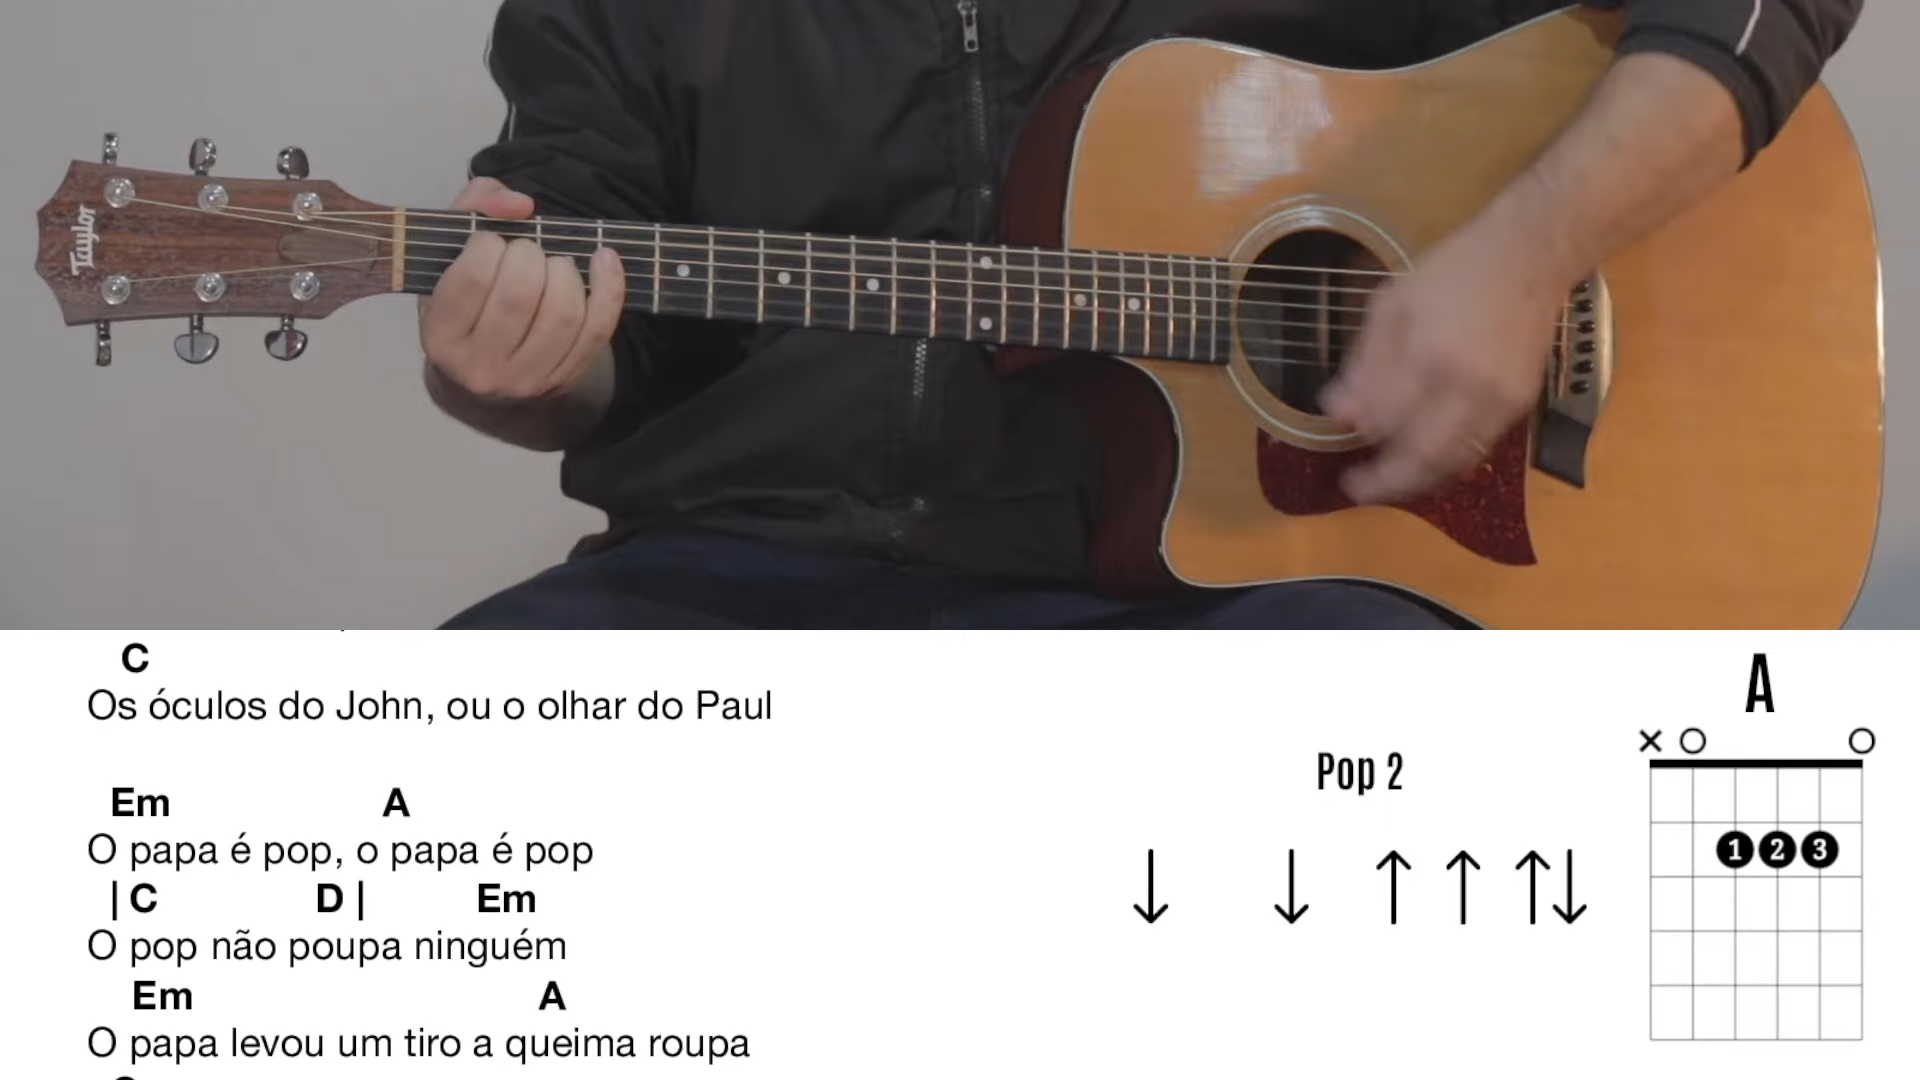 Taylor
C
Os óculos do John, ou o olhar do Paul
Em A
O papa é pop, o papa é pop
| C D | Em
O pop não poupa ninguém
Em A
O papa levou um tiro a queima roupa
Pop 2
↓ ↓ ↑ ↑ ↑↓
A
× ○ ○
1 2 3